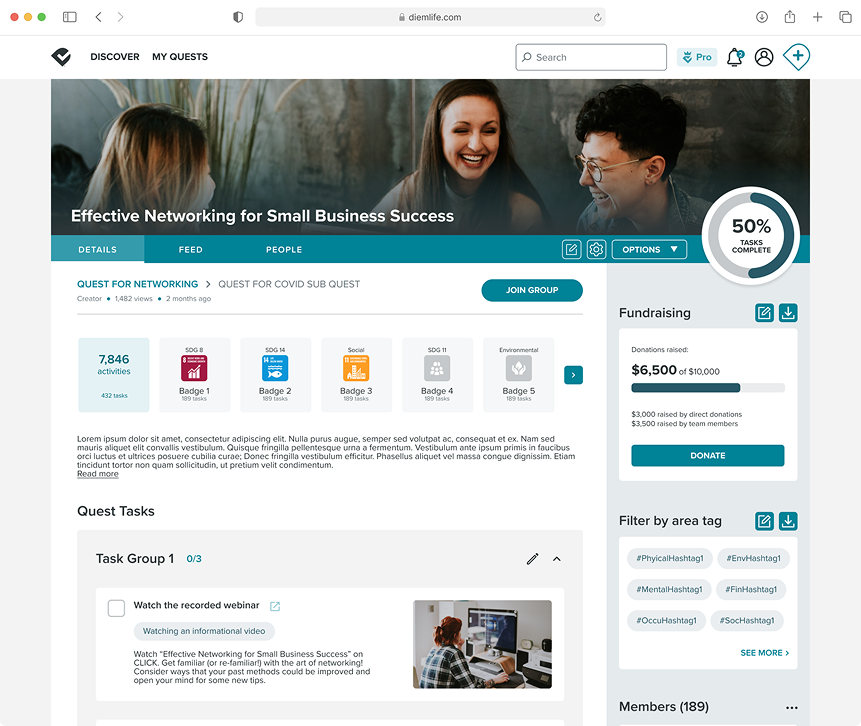 diemlife.com
DISCOVER MY QUESTS
Search
Pro
2
Effective Networking for Small Business Success
50%
TASKS
COMPLETE
DETAILS FEED PEOPLE
OPTIONS
QUEST FOR NETWORKING > QUEST FOR COVID SUB QUEST
Creator • 1,482 views • 2 months ago
JOIN GROUP
7,846
activities
432 tasks
SDG 8
Badge 1
189 tasks
SDG 14
Badge 2
189 tasks
Social
Badge 3
189 tasks
SDG 11
Badge 4
189 tasks
Environmental
Badge 5
189 tasks
Lorem ipsum dolor sit amet, consectetur adipiscing elit. Nulla purus augue, semper sed volutpat ac, consequat et ex. Nam sed
mauris aliquet elit convallis vestibulum. Quisque fringilla pellentesque urna a fermentum. Vestibulum ante ipsum primis in faucibus
orci luctus et ultrices posuere cubilia curae; Donec fringilla vestibulum efficitur. Phasellus aliquet vel massa congue dignissim. Etiam
tincidunt tortor non quam sollicitudin, ut pretium velit condimentum.
Read more
Quest Tasks
Task Group 1 0/3
Watch the recorded webinar
Watching an informational video
Watch “Effective Networking for Small Business Success” on
CLICK. Get familiar (or re-familiar!) with the art of networking!
Consider ways that your past methods could be improved and
open your mind for some new tips.
Fundraising
Donations raised:
$6,500 of $10,000
$3,000 raised by direct donations
$3,500 raised by team members
DONATE
Filter by area tag
#PhyicalHashtag1 #EnvHashtag1
#MentalHashtag1 #FinHashtag1
#OccuHashtag1 #SocHashtag1
SEE MORE >
Members (189)